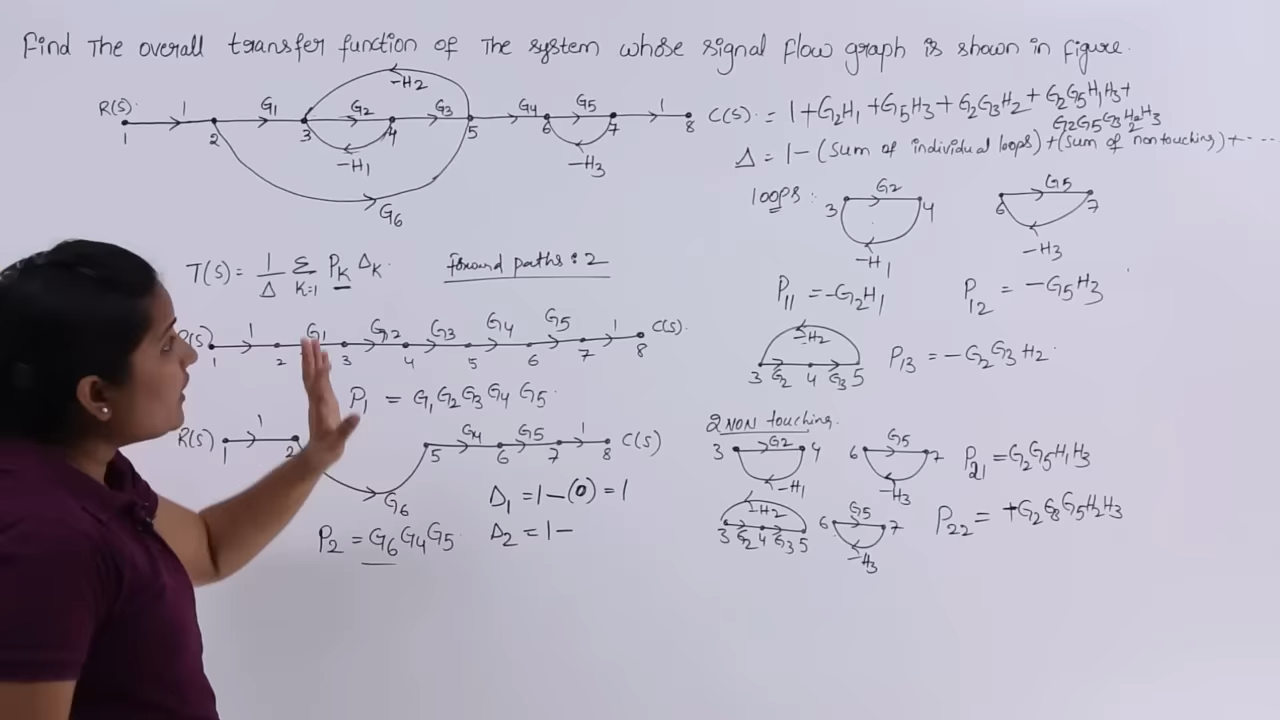 Find The overall transfer function of The system whose signal flow graph is shown in figure.
-H2
R(S) 1 G1 G2 G3 G4 G5 1 C(S) = 1+G2H1+G5H3+G2G3H2+G2G5H1H3+
G2G5G3H2H3
1 2 3 4 5 6 7 8
-H1 -H3
G6
Δ = 1-(sum of individual loops)+(sum of nontouching)+-...
loops: 3 G2 4 6 G5 7
-H1 -H3
T(S) = 1/Δ Σ K=1 PK ΔK forward paths: 2
P11 = -G2H1 P12 = -G5H3
1 G1 G2 G3 G4 G5 1 C(S)
1 2 3 4 5 6 7 8
-H2
3 G2 4 G3 5 P13 = -G2G3H2
P1 = G1G2G3G4G5
2 NON touching.
R(S) 1 G4 G5 1 C(S)
1 2 5 6 7 8
G6
3 G2 4 6 G5 7 P21 = G2G5H1H3
-H1 -H3
Δ1 = 1-(0) = 1
-H2
3 G2 4 G3 5 6 G5 7 P22 = +G2G3G5H2H3
-H3
P2 = G6G4G5 Δ2 = 1-